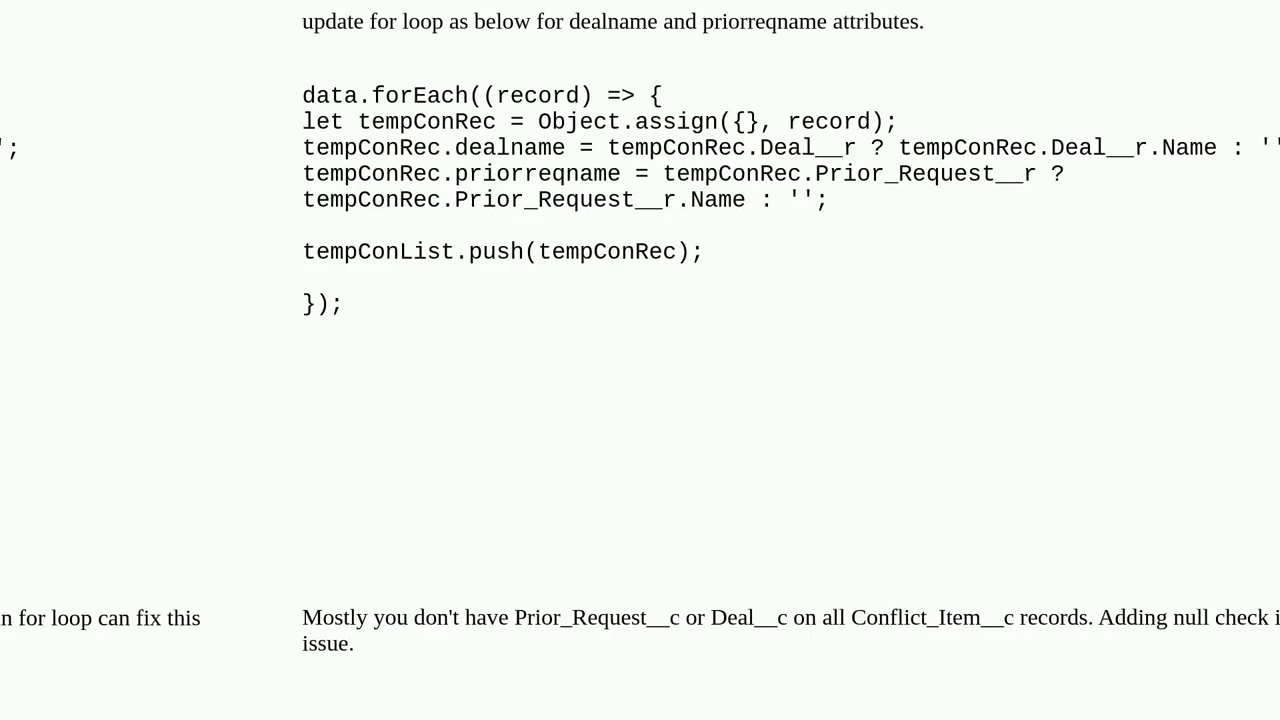 update for loop as below for dealname and priorreqname attributes.
data.forEach((record) => {
let tempConRec = Object.assign({}, record);
';
tempConRec.dealname = tempConRec.Deal__r ? tempConRec.Deal__r.Name : ''
tempConRec.priorreqname = tempConRec.Prior_Request__r ?
tempConRec.Prior_Request__r.Name : '';
tempConList.push(tempConRec);
});
n for loop can fix this
Mostly you don't have Prior_Request__c or Deal__c on all Conflict_Item__c records. Adding null check i
issue.